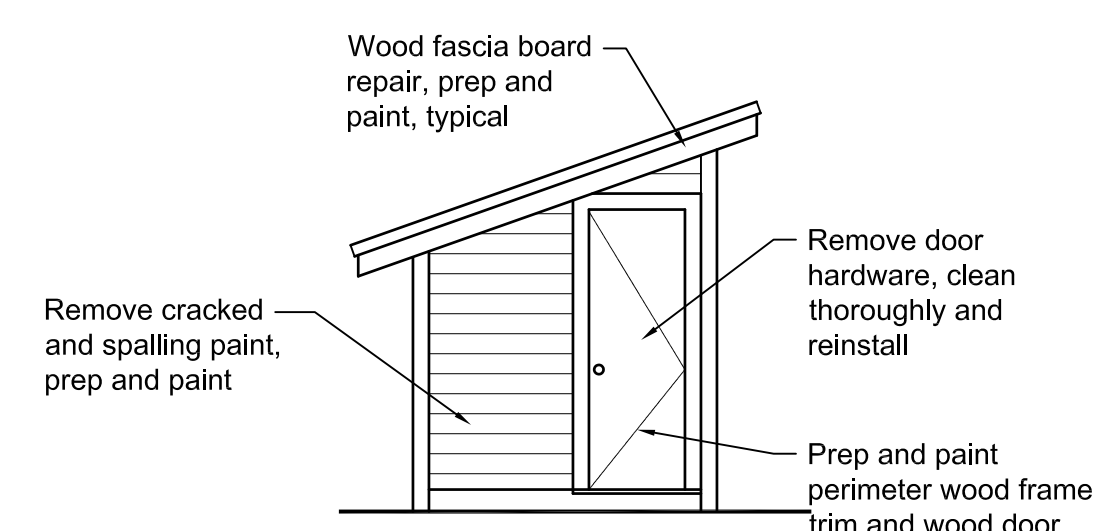 Wood fascia board
repair, prep and
paint, typical
Remove door
hardware, clean
thoroughly and
reinstall
Remove cracked
and spalling paint,
prep and paint
Prep and paint
perimeter wood frame
trim and wood door